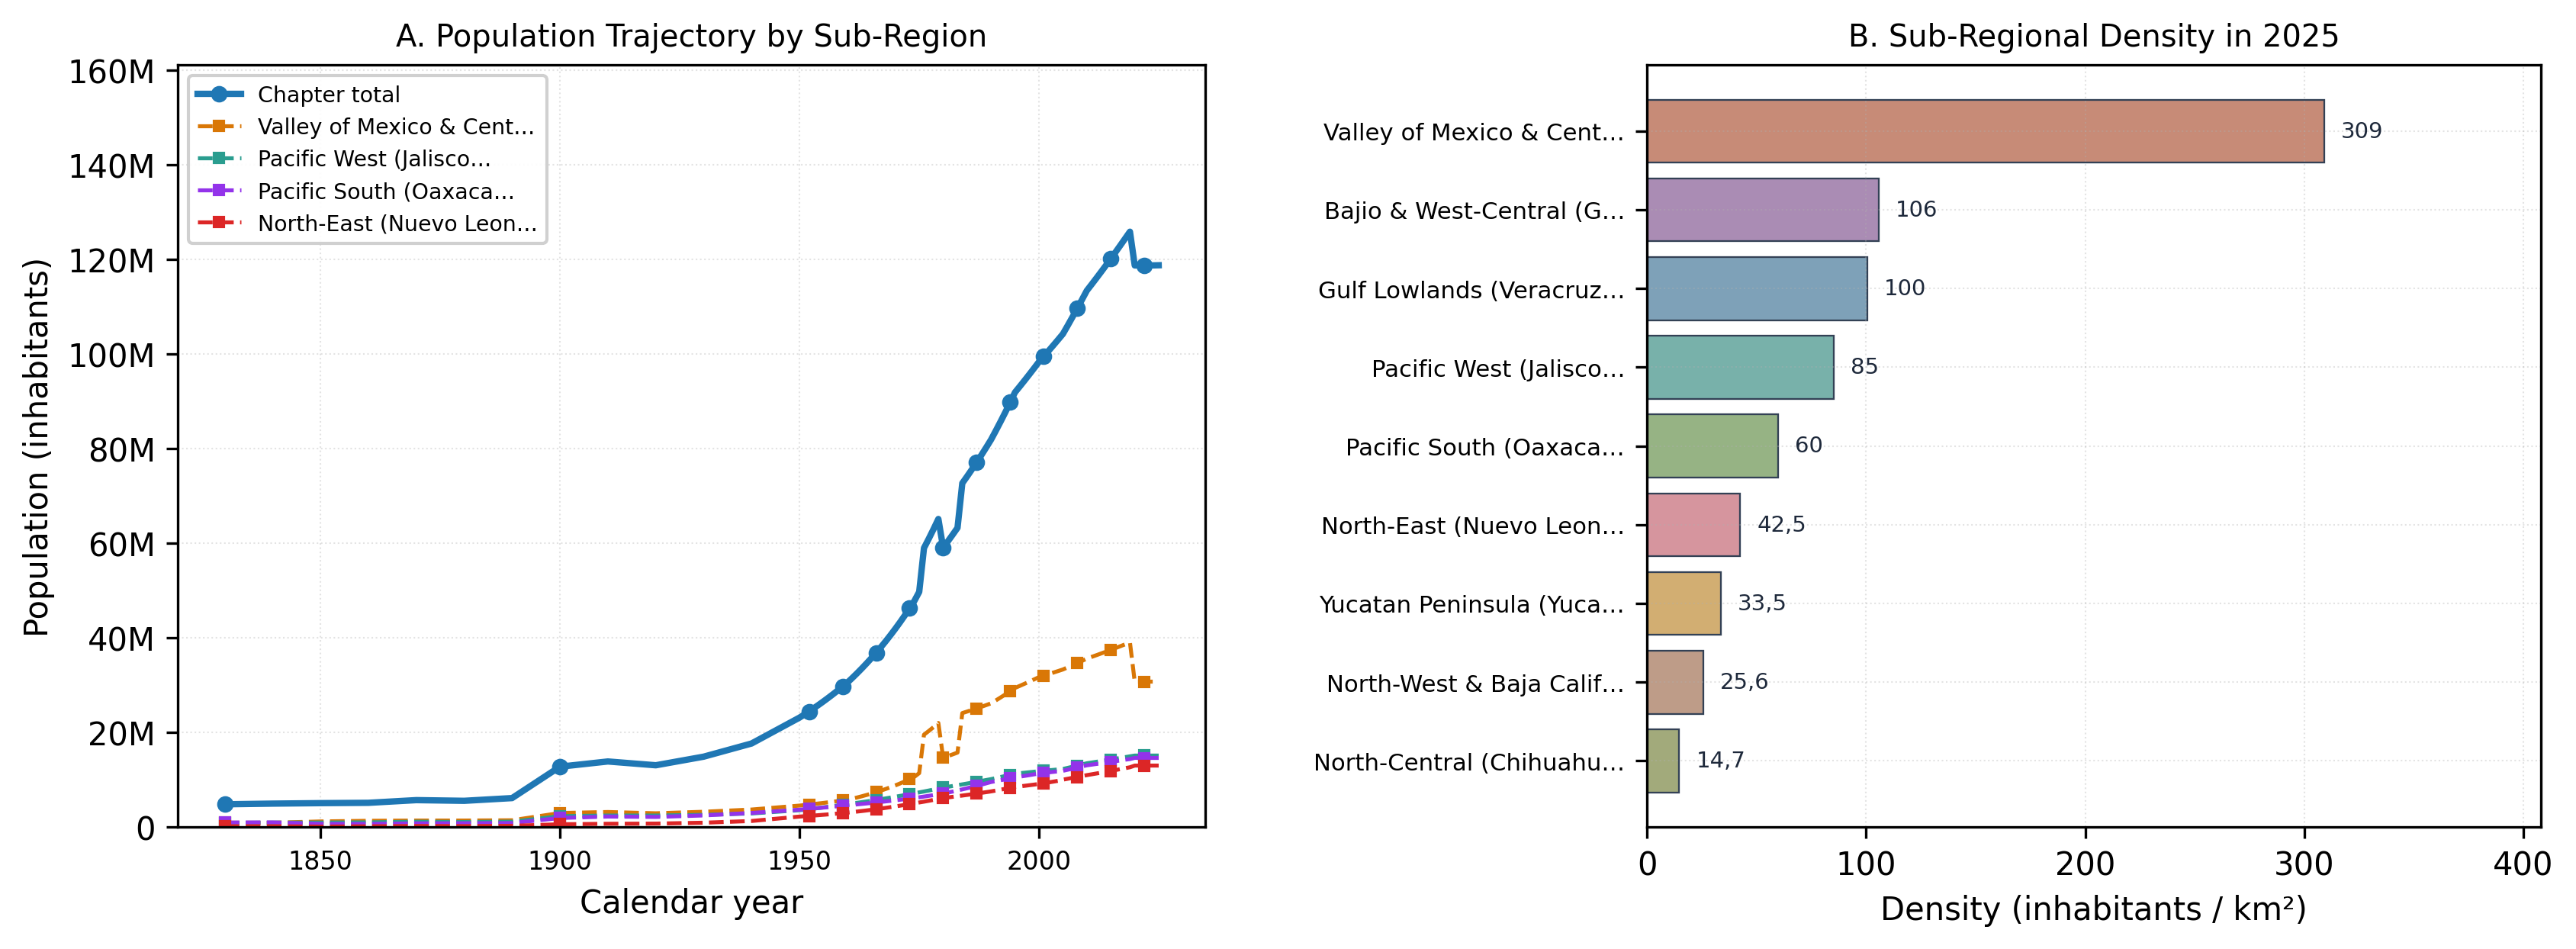 A. Population Trajectory by Sub-Region
160M
140M
120M
100M
80M
60M
40M
20M
0
Population (inhabitants)
Chapter total
Valley of Mexico & Cent...
Pacific West (Jalisco...
Pacific South (Oaxaca...
North-East (Nuevo Leon...
1850
1900
1950
2000
Calendar year
B. Sub-Regional Density in 2025
Valley of Mexico & Cent... 309
Bajio & West-Central (G... 106
Gulf Lowlands (Veracruz... 100
Pacific West (Jalisco... 85
Pacific South (Oaxaca... 60
North-East (Nuevo Leon... 42,5
Yucatan Peninsula (Yuca... 33,5
North-West & Baja Calif... 25,6
North-Central (Chihuahu... 14,7
0
100
200
300
400
Density (inhabitants / km²)